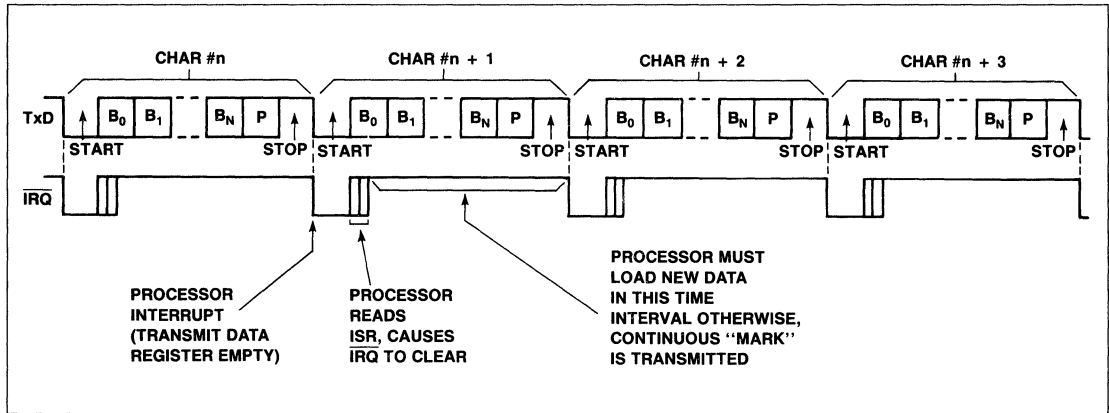 CHAR #n
CHAR #n + 1
CHAR #n + 2
CHAR #n + 3
TxD
B0 B1 BN P
B0 B1 BN P
B0 B1 BN P
B0 B1 BN P
START STOP START STOP START STOP START STOP
IRQ
PROCESSOR
INTERRUPT
(TRANSMIT DATA
REGISTER EMPTY)
PROCESSOR
READS
ISR, CAUSES
IRQ TO CLEAR
PROCESSOR MUST
LOAD NEW DATA
IN THIS TIME
INTERVAL OTHERWISE,
CONTINUOUS "MARK"
IS TRANSMITTED